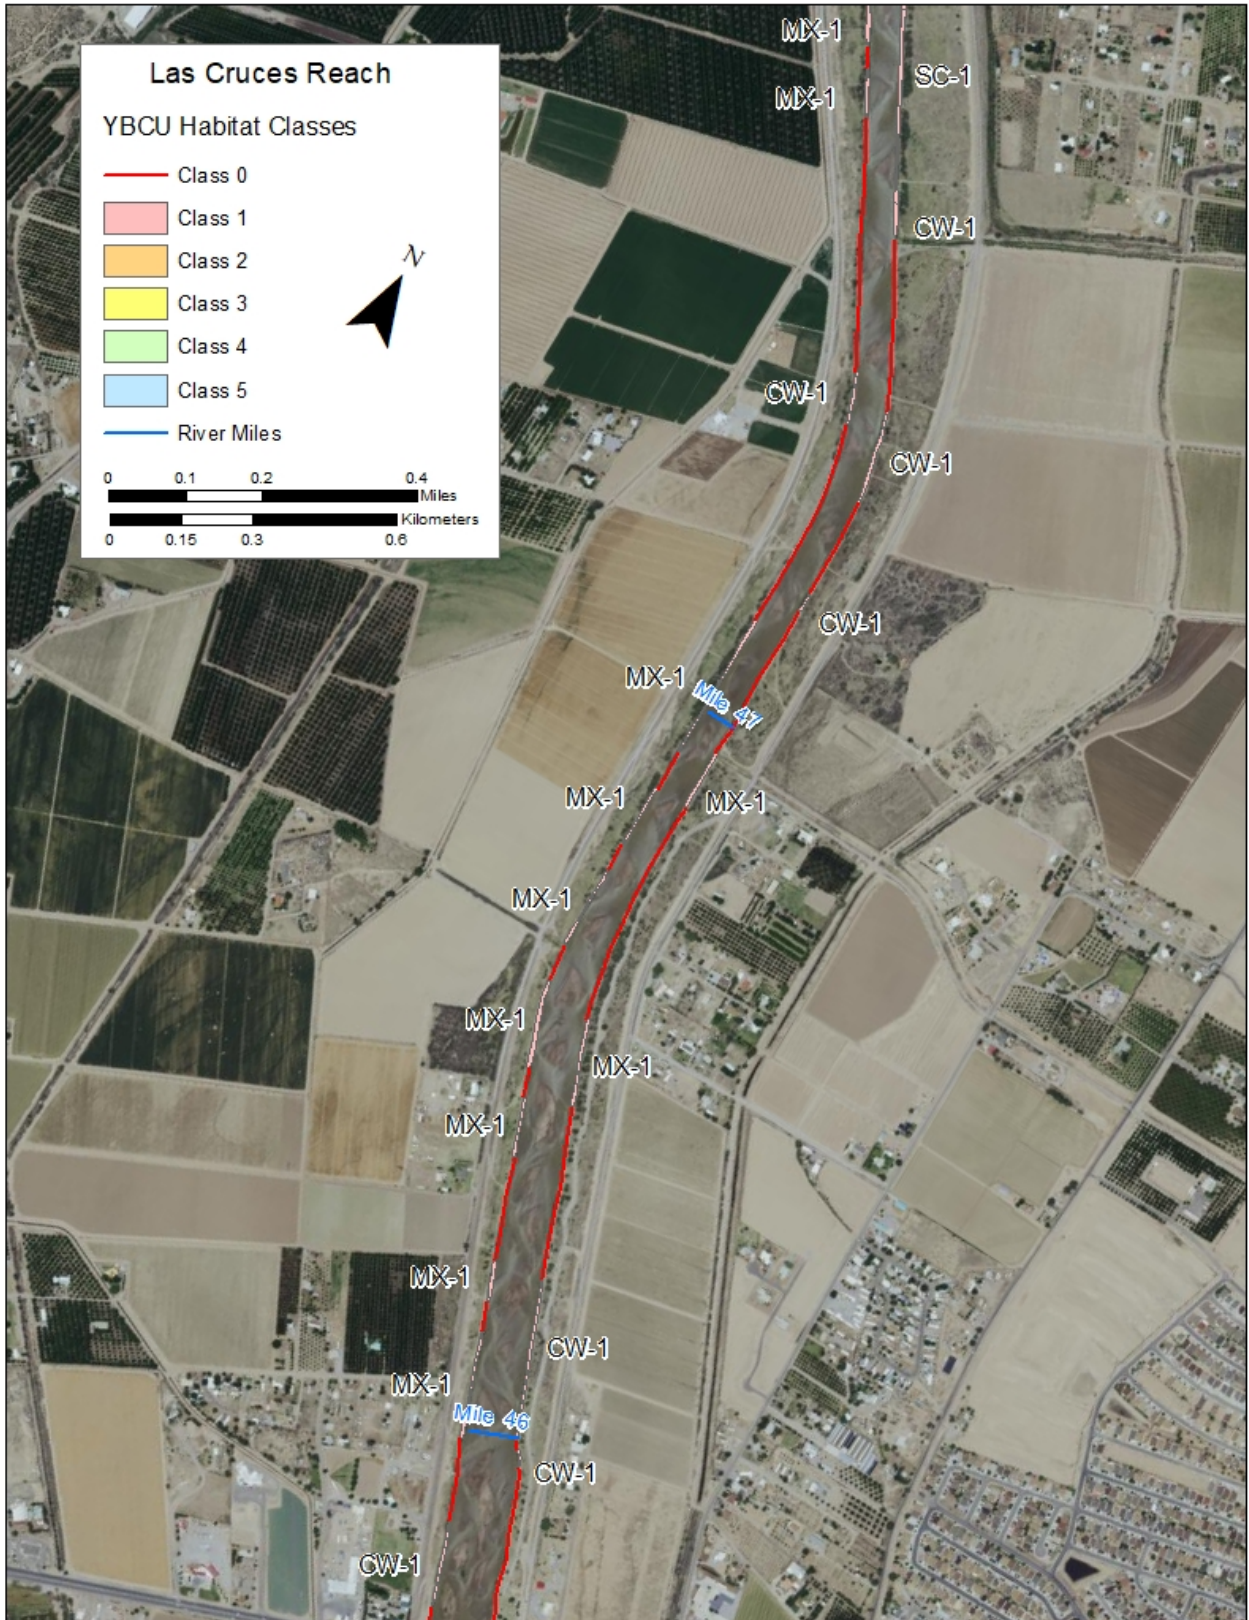 Las Cruces Reach
YBCU Habitat Classes
Class 0
Class 1
Class 2
Class 3
Class 4
Class 5
River Miles
N
0 0.1 0.2 0.4
Miles
Kilometers
0 0.15 0.3 0.6
MX-1
SC-1
MX-1
CW-1
CW-1
CW-1
CW-1
MX-1
Mile 47
MX-1
MX-1
MX-1
MX-1
MX-1
MX-1
MX-1
CW-1
MX-1
Mile 46
CW-1
CW-1